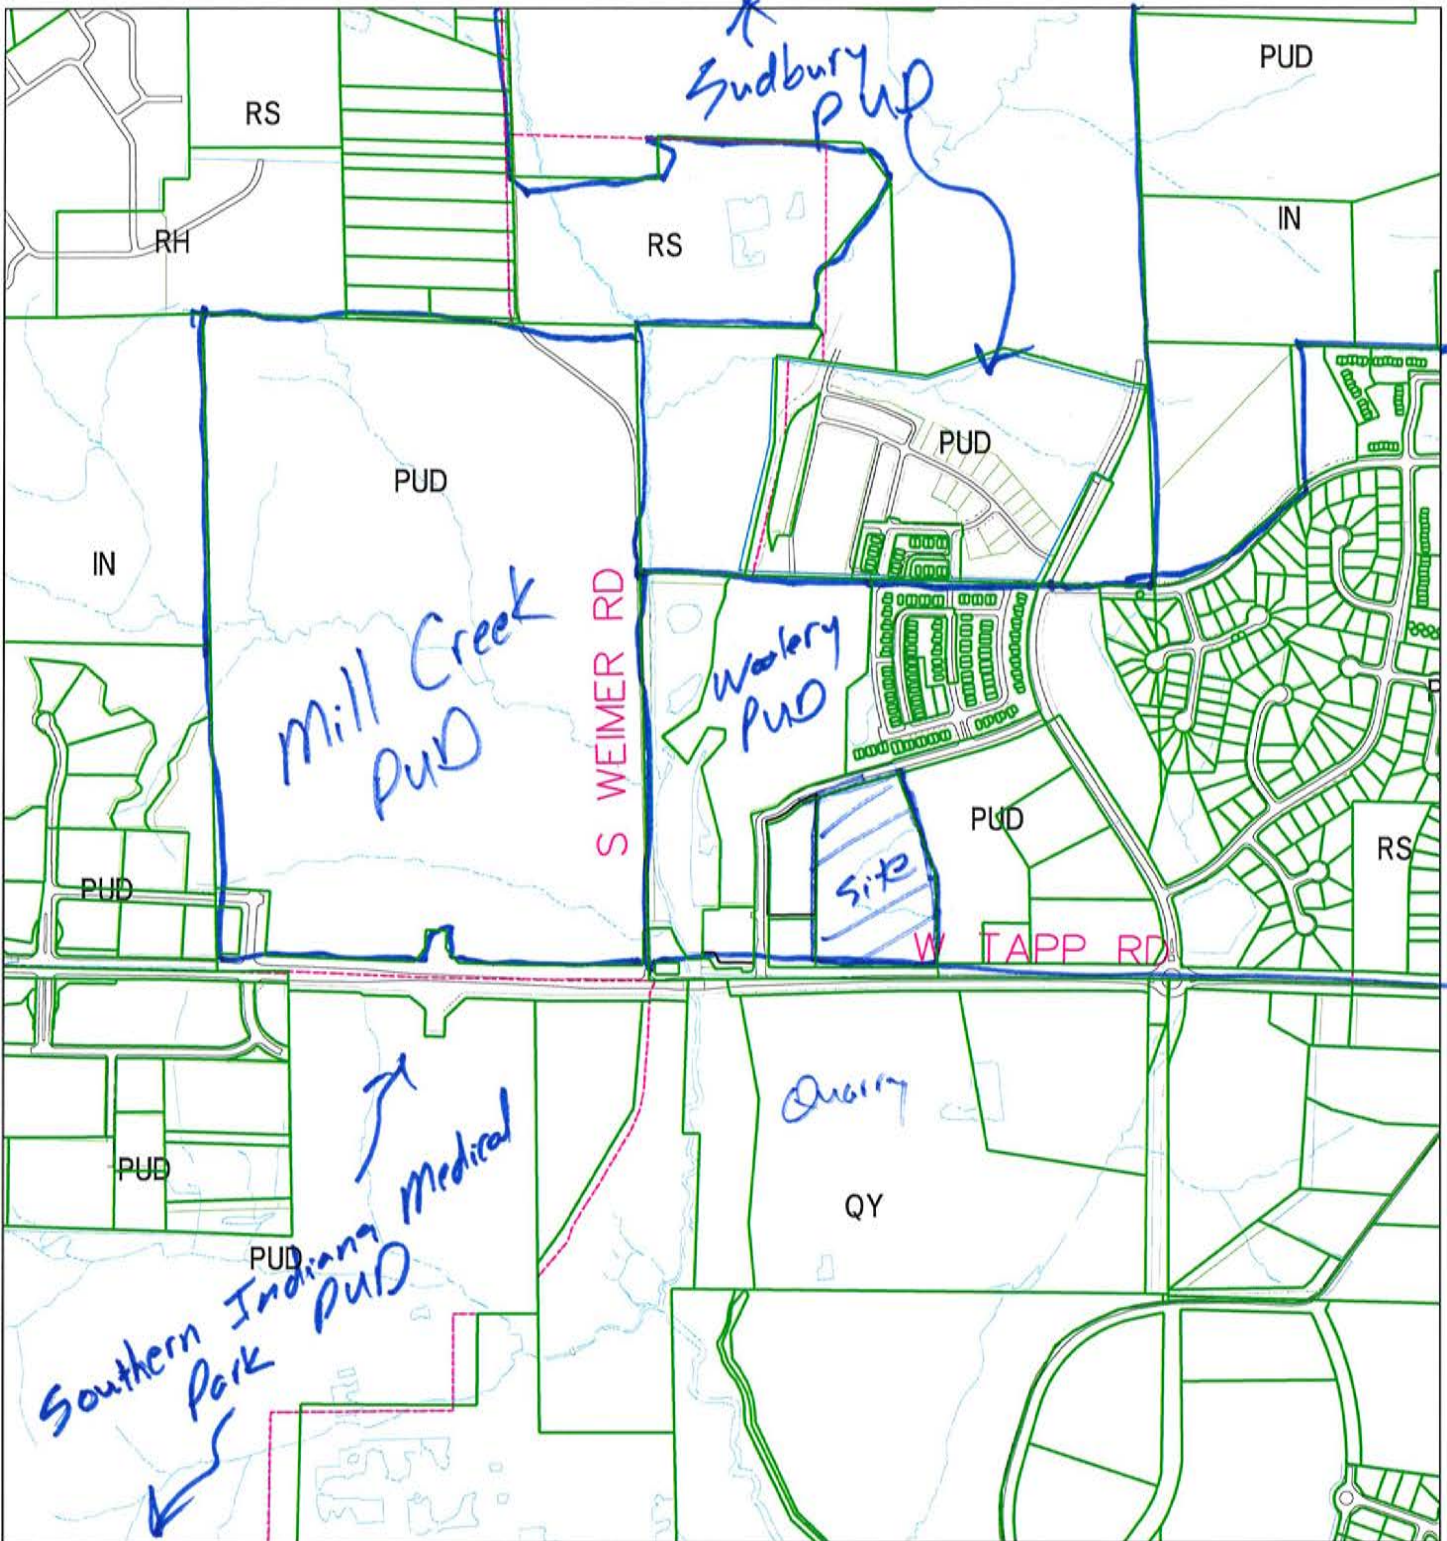 Sudbury
PUD
PUD
RS
IN
RH
RS
PUD
PUD
IN
Mill Creek
PUD
S WEIMER RD
Woolery
PUD
PUD
RS
Site
PUD
W TAPP RD
Quarry
PUD
QY
PUD
Southern Indiana Medical
Park PUD